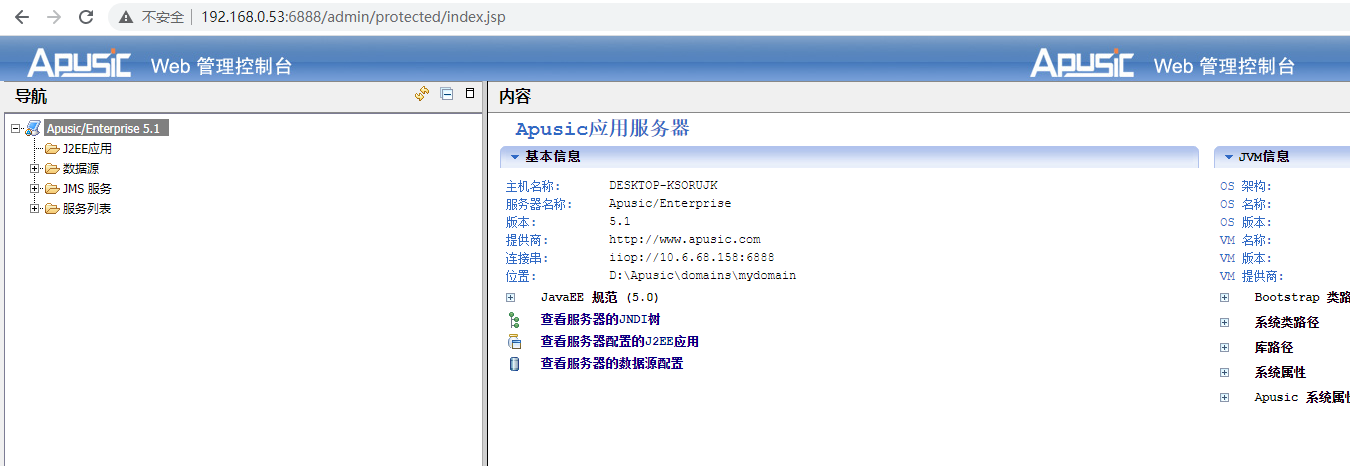 不安全 192.168.0.53:6888/admin/protected/index.jsp
Apusic Web 管理控制台 Apusic Web 管理控制台
导航
Apusic/Enterprise 5.1
J2EE应用
数据源
JMS 服务
服务列表
内容
Apusic应用服务器
基本信息
主机名称: DESKTOP-KSORUJK
服务器名称: Apusic/Enterprise
版本: 5.1
提供商: http://www.apusic.com
连接串: iiop://10.6.68.158:6888
位置: D:\Apusic\domains\mydomain
JavaEE 规范 (5.0)
查看服务器的JNDI树
查看服务器配置的J2EE应用
查看服务器的数据源配置
JVM信息
OS 架构:
OS 名称:
OS 版本:
VM 名称:
VM 版本:
VM 提供商:
Bootstrap 类路
系统类路径
库路径
系统属性
Apusic 系统属性